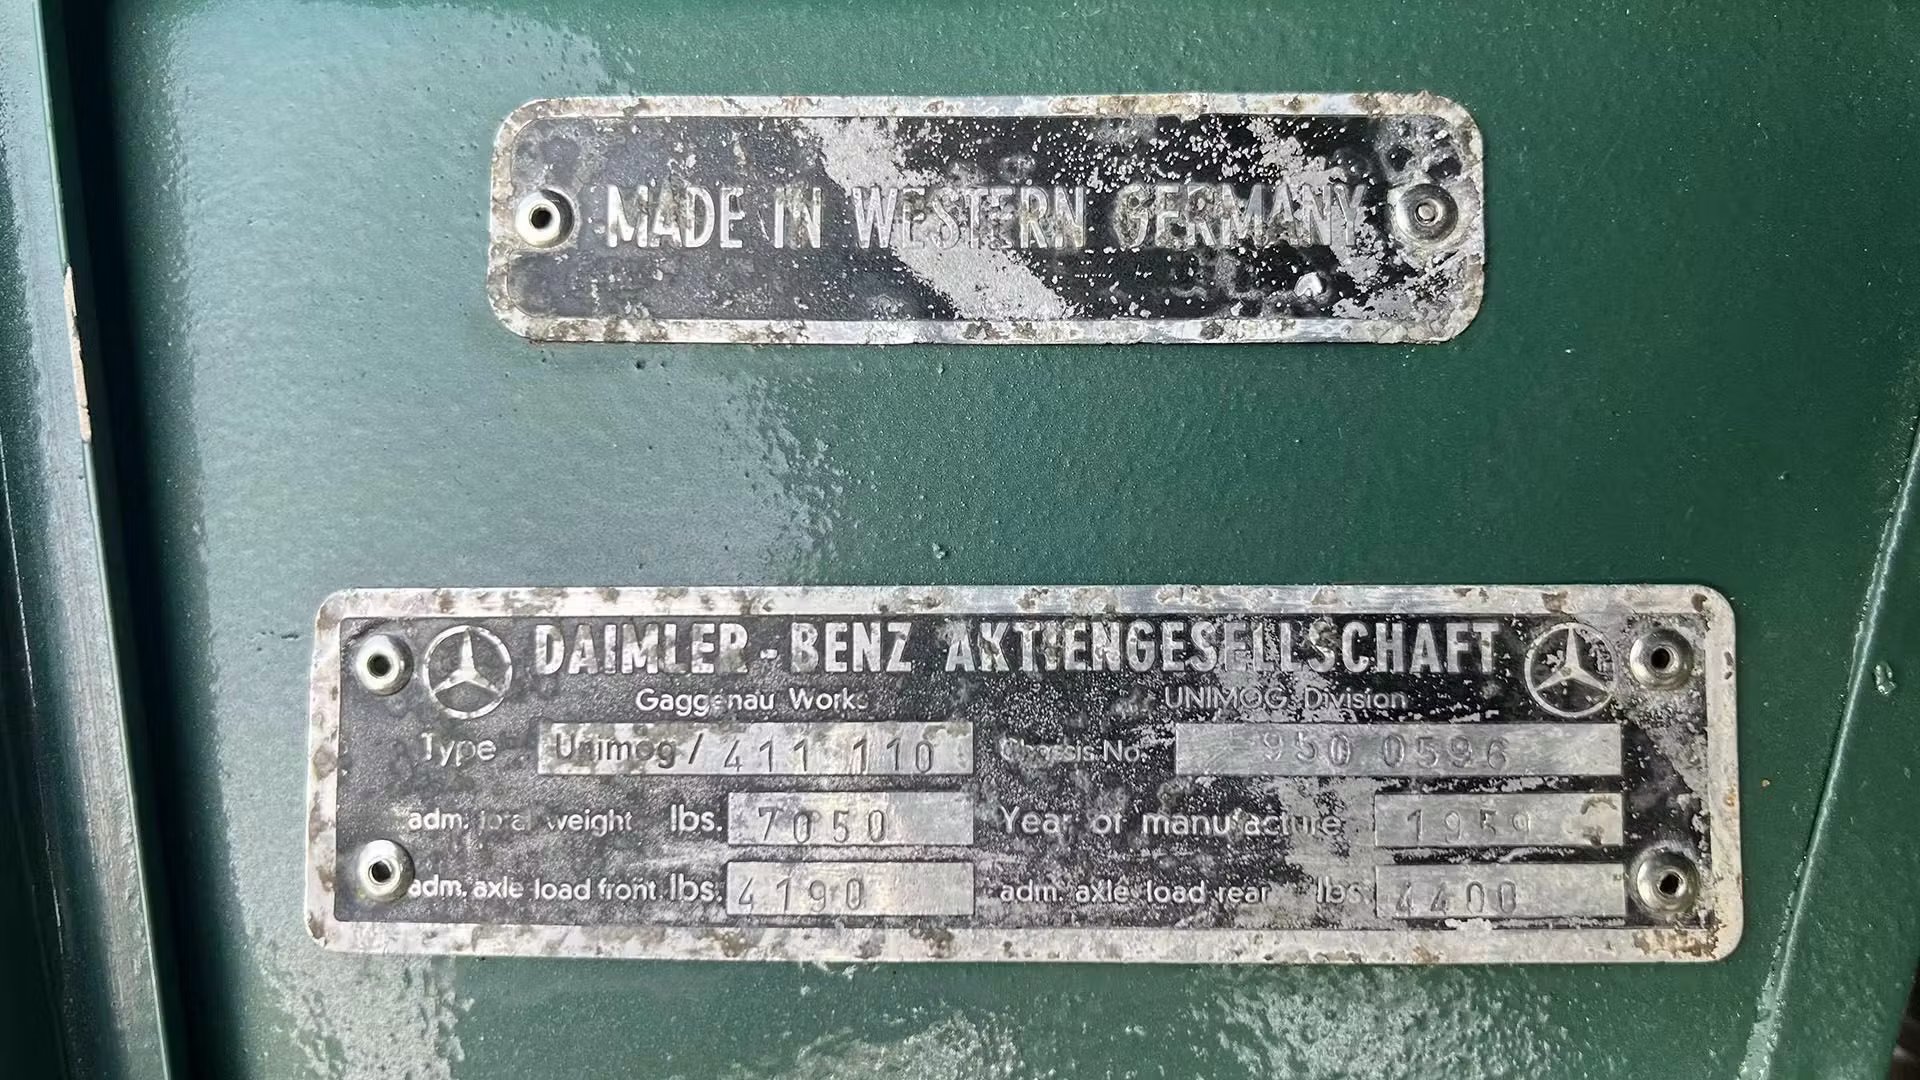 MADE IN WESTERN GERMANY
DAIMLER-BENZ AKTIENGESELLSCHAFT
Gaggenau Works UNIMOG Division
Type Unimog/ 411 110 Chassis No. 950 0596
adm. total weight lbs. 7050 Year of manufacture 1959
adm. axle load front lbs. 4190 adm. axle load rear lbs. 4400